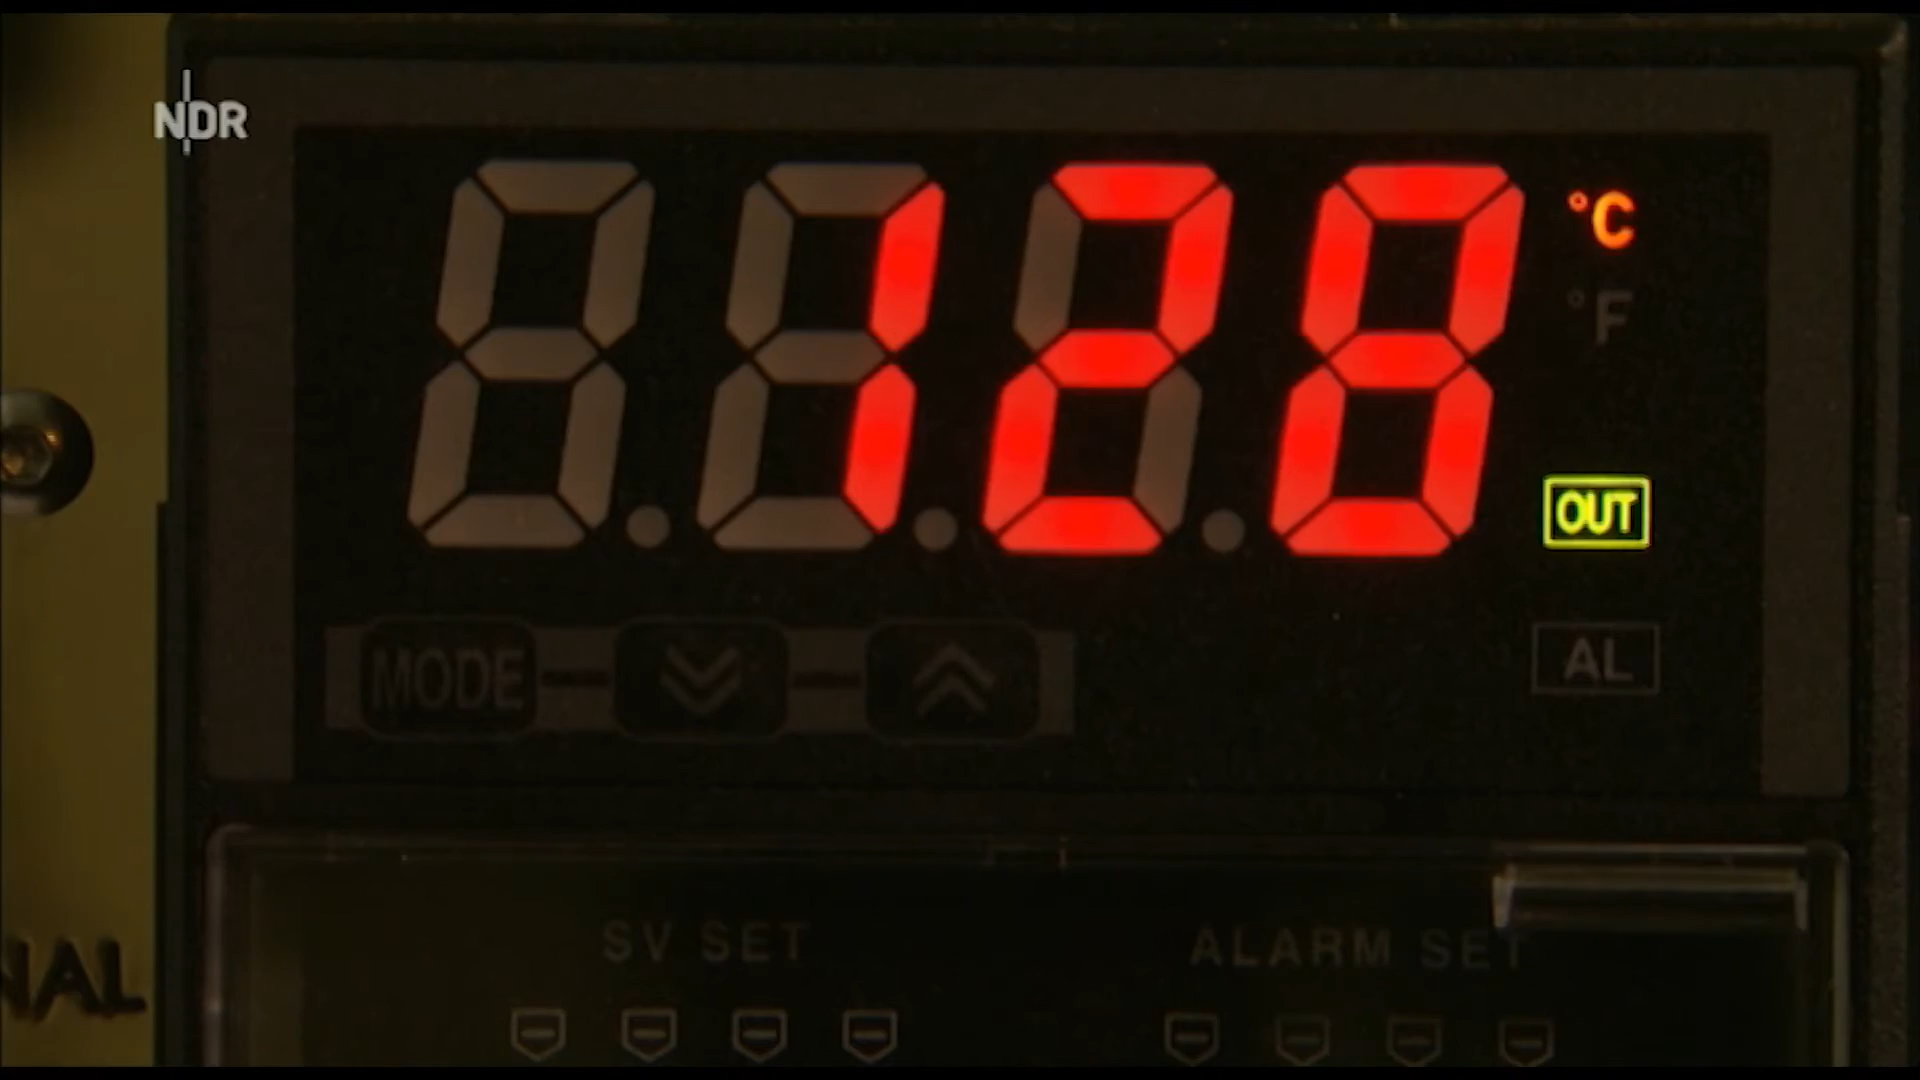 NDR
128
°C
°F
OUT
MODE
AL
SV SET
ALARM SET
NAL